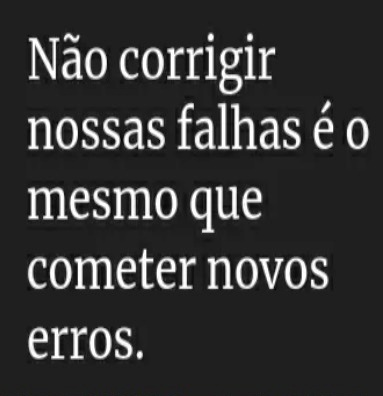 Não corrigir
nossas falhas é o
mesmo que
cometer novos
erros.